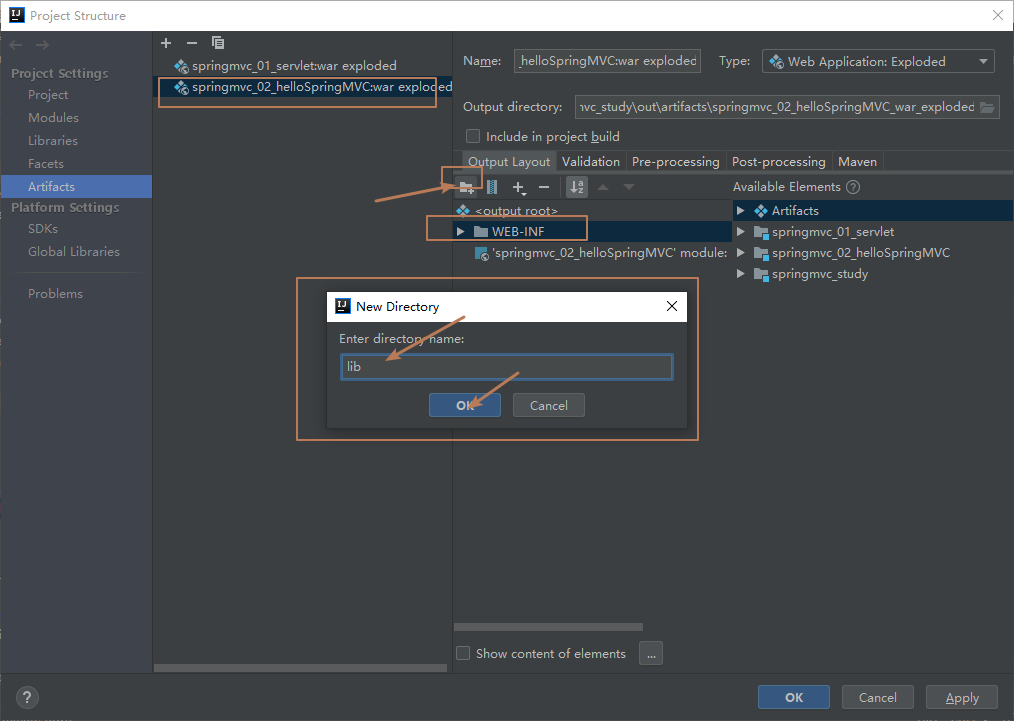 Project Structure
Project Settings
Project
Modules
Libraries
Facets
Artifacts
Platform Settings
SDKs
Global Libraries
Problems
springmvc_01_servlet:war exploded
springmvc_02_helloSpringMVC:war exploded
Name: _helloSpringMVC:war exploded Type: Web Application: Exploded
Output directory: nvc_study\out\artifacts\springmvc_02_helloSpringMVC_war_exploded
Include in project build
Output Layout Validation Pre-processing Post-processing Maven
Available Elements ?
<output root>
WEB-INF
'springmvc_02_helloSpringMVC' module:
Artifacts
springmvc_01_servlet
springmvc_02_helloSpringMVC
springmvc_study
New Directory
Enter directory name:
lib
OK Cancel
Show content of elements ...
? OK Cancel Apply